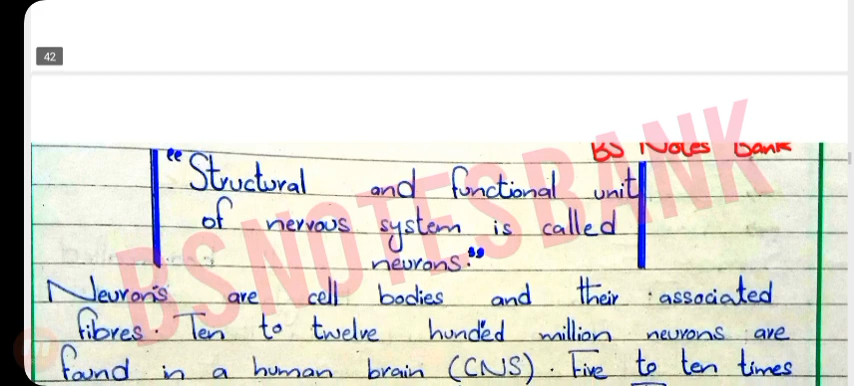 42
BS Notes Bank
"Structural and functional unit
of nervous system is called
neurons."
Neurons are cell bodies and their associated
fibres. Ten to twelve hunded million neurons are
found in a human brain (CNS). Five to ten times
BSNOTESBANK